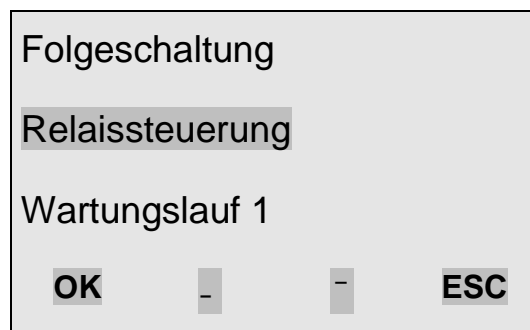 Folgeschaltung
Relaissteuerung
Wartungslauf 1
OK _ ¯ ESC